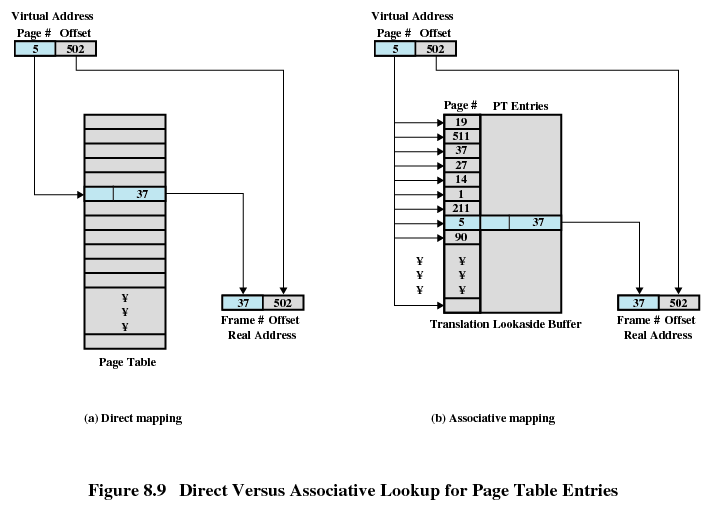 Virtual Address
Page # Offset
5 502
37
¥
¥
¥
Page Table
37 502
Frame # Offset
Real Address
(a) Direct mapping
Virtual Address
Page # Offset
5 502
Page # PT Entries
19
511
37
27
14
1
211
5 37
90
¥ ¥
¥ ¥
¥ ¥
Translation Lookaside Buffer
37 502
Frame # Offset
Real Address
(b) Associative mapping
Figure 8.9 Direct Versus Associative Lookup for Page Table Entries